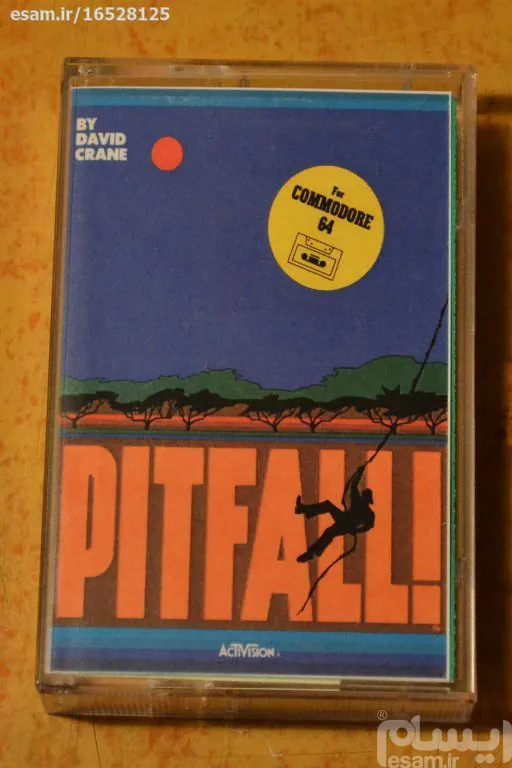 esam.ir/16528125
BY
DAVID
CRANE
For
COMMODORE
64
PITFALL!
ACTIVISION
®
ایسام
esam.ir